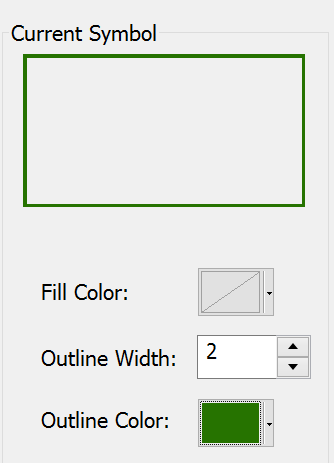 Current Symbol
Fill Color:
Outline Width: 2
Outline Color: